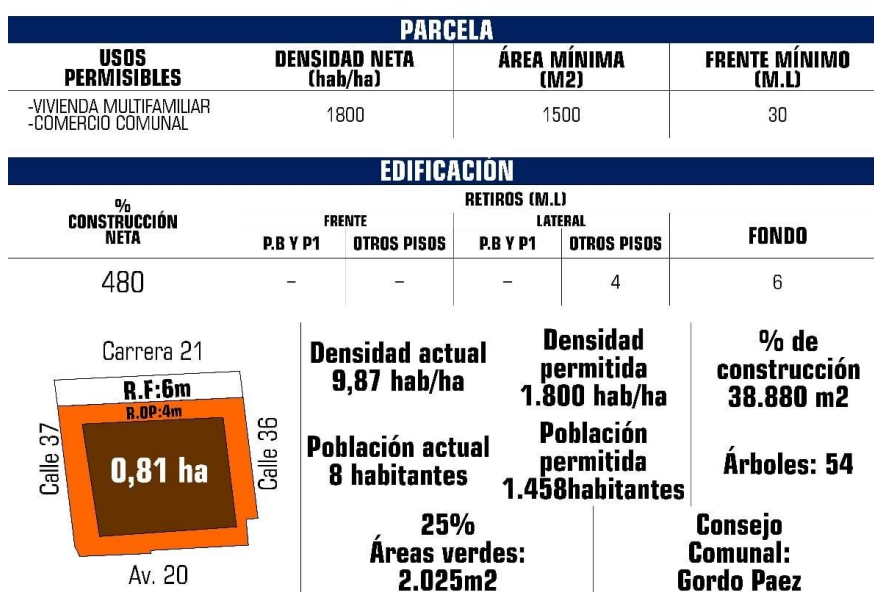 PARCELA
USOS PERMISIBLES
DENSIDAD NETA (hab/ha)
ÁREA MÍNIMA (M2)
FRENTE MÍNIMO (M.L)
-VIVIENDA MULTIFAMILIAR
-COMERCIO COMUNAL
1800
1500
30
EDIFICACIÓN
% CONSTRUCCIÓN NETA
RETIROS (M.L)
FRENTE
LATERAL
FONDO
P.B Y P1
OTROS PISOS
P.B Y P1
OTROS PISOS
480
–
–
–
4
6
Carrera 21
R.F:6m
R.OP:4m
Calle 37
0,81 ha
Calle 36
Av. 20
Densidad actual
9,87 hab/ha
Densidad
permitida
1.800 hab/ha
% de
construcción
38.880 m2
Población actual
8 habitantes
Población
permitida
1.458habitantes
Árboles: 54
25%
Áreas verdes:
2.025m2
Consejo
Comunal:
Gordo Paez